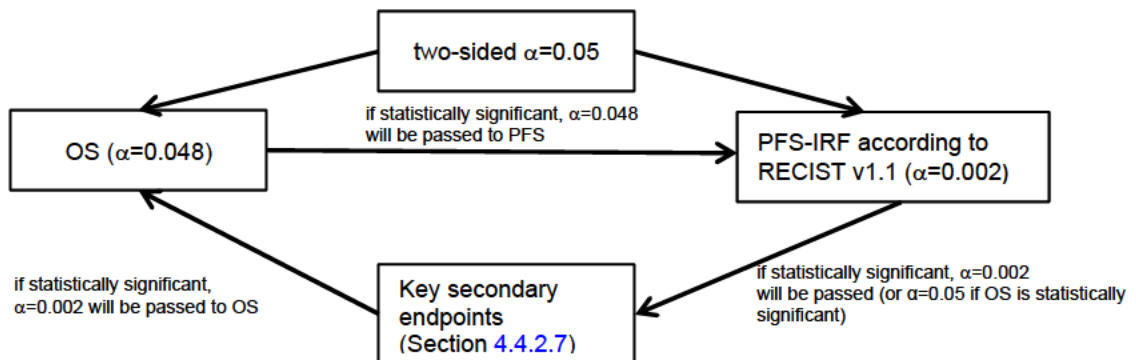 two-sided α=0.05
if statistically significant, α=0.048
will be passed to PFS
OS (α=0.048)
PFS-IRF according to
RECIST v1.1 (α=0.002)
if statistically significant,
α=0.002 will be passed to OS
Key secondary
endpoints
(Section 4.4.2.7)
if statistically significant, α=0.002
will be passed (or α=0.05 if OS is statistically
significant)